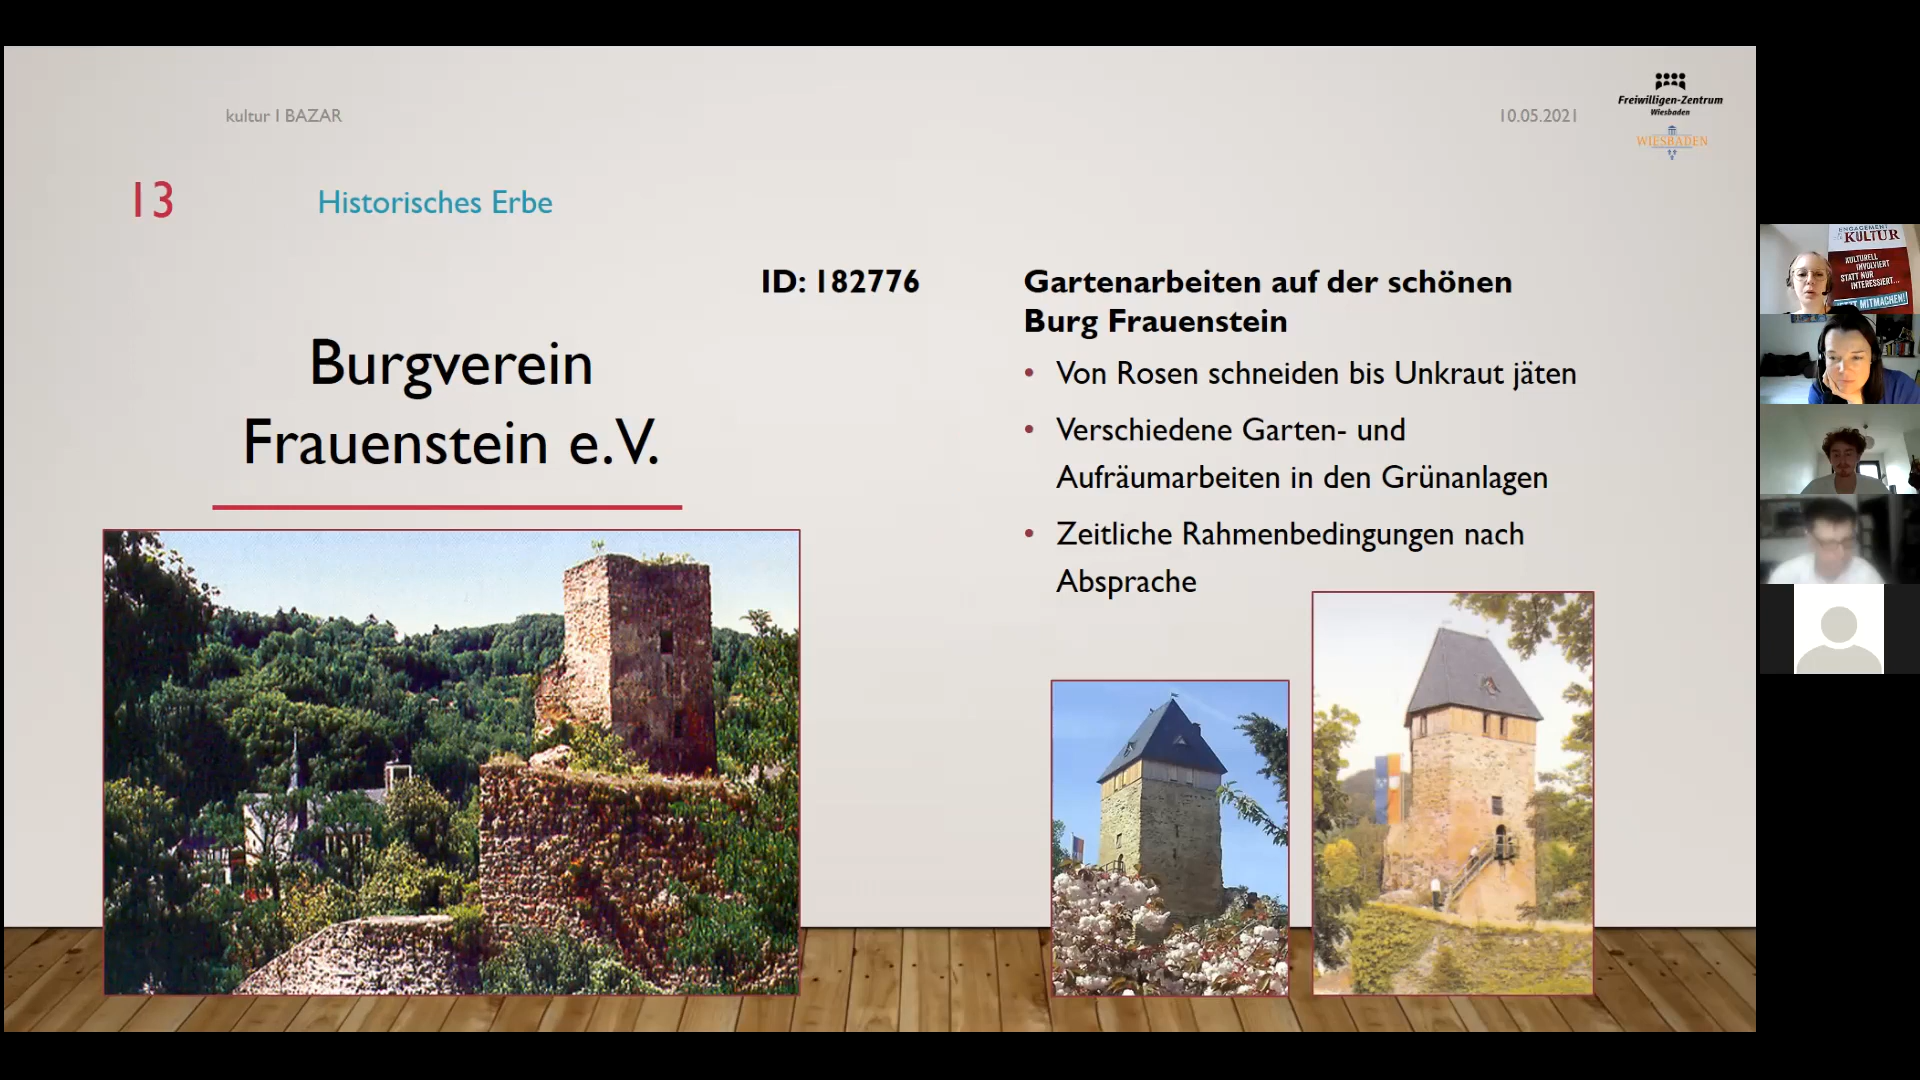 kultur I BAZAR
10.05.2021
Freiwilligen-Zentrum
Wiesbaden
WIESBADEN
13
Historisches Erbe
ID: 182776
Burgverein
Frauenstein e.V.
Gartenarbeiten auf der schönen
Burg Frauenstein
• Von Rosen schneiden bis Unkraut jäten
• Verschiedene Garten- und
Aufräumarbeiten in den Grünanlagen
• Zeitliche Rahmenbedingungen nach
Absprache
ENGAGEMENT
KULTUR
KULTURELL
INVOLVIERT
STATT NUR
INTERESSIERT...
JETZT MITMACHEN!